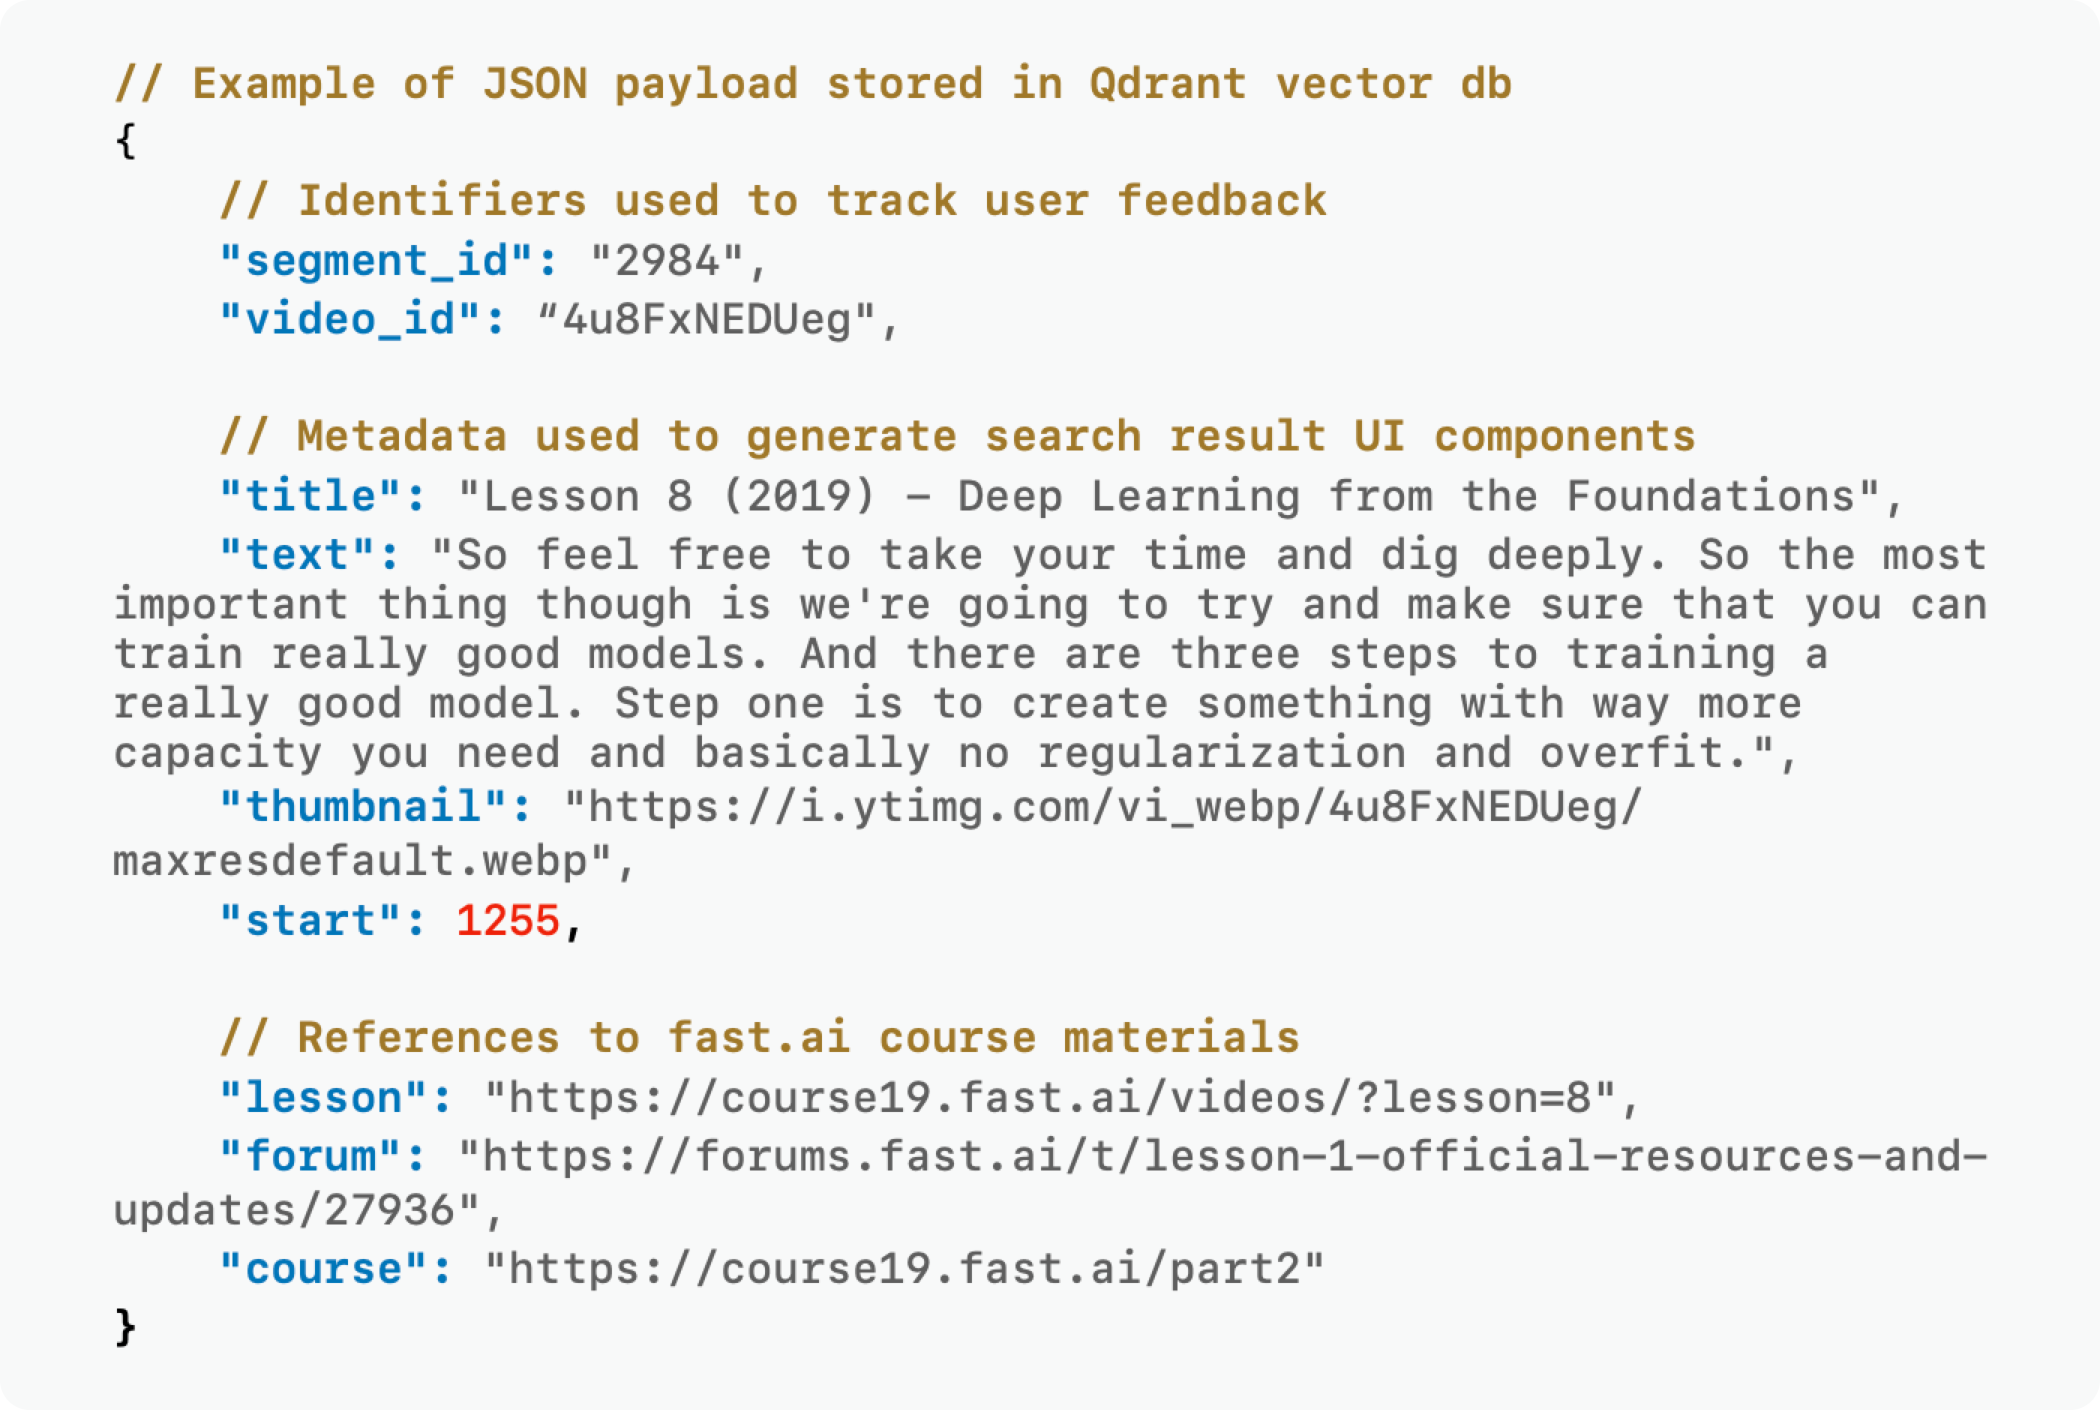 // Example of JSON payload stored in Qdrant vector db
{
    // Identifiers used to track user feedback
    "segment_id": "2984",
    "video_id": “4u8FxNEDUeg",

    // Metadata used to generate search result UI components
    "title": "Lesson 8 (2019) – Deep Learning from the Foundations",
    "text": "So feel free to take your time and dig deeply. So the most
important thing though is we're going to try and make sure that you can
train really good models. And there are three steps to training a
really good model. Step one is to create something with way more
capacity you need and basically no regularization and overfit.",
    "thumbnail": "https://i.ytimg.com/vi_webp/4u8FxNEDUeg/
maxresdefault.webp",
    "start": 1255,

    // References to fast.ai course materials
    "lesson": "https://course19.fast.ai/videos/?lesson=8",
    "forum": "https://forums.fast.ai/t/lesson-1-official-resources-and-
updates/27936",
    "course": "https://course19.fast.ai/part2"
}